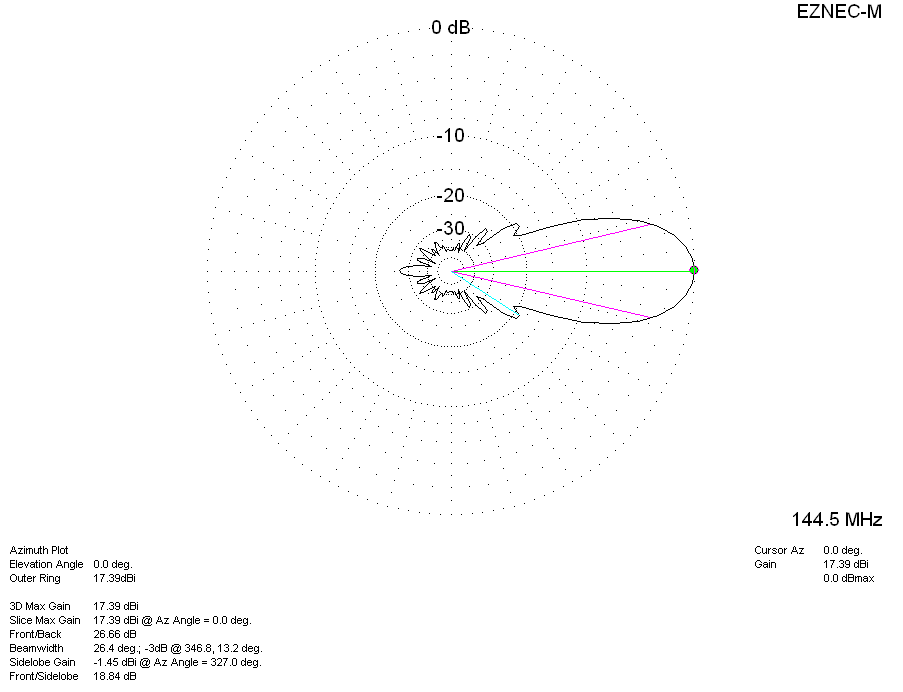 EZNEC-M
0 dB
-10
-20
-30
144.5 MHz
Azimuth Plot
Elevation Angle 0.0 deg.
Outer Ring 17.39dBi
Cursor Az 0.0 deg.
Gain 17.39 dBi
0.0 dBmax
3D Max Gain 17.39 dBi
Slice Max Gain 17.39 dBi @ Az Angle = 0.0 deg.
Front/Back 26.66 dB
Beamwidth 26.4 deg.; -3dB @ 346.8, 13.2 deg.
Sidelobe Gain -1.45 dBi @ Az Angle = 327.0 deg.
Front/Sidelobe 18.84 dB